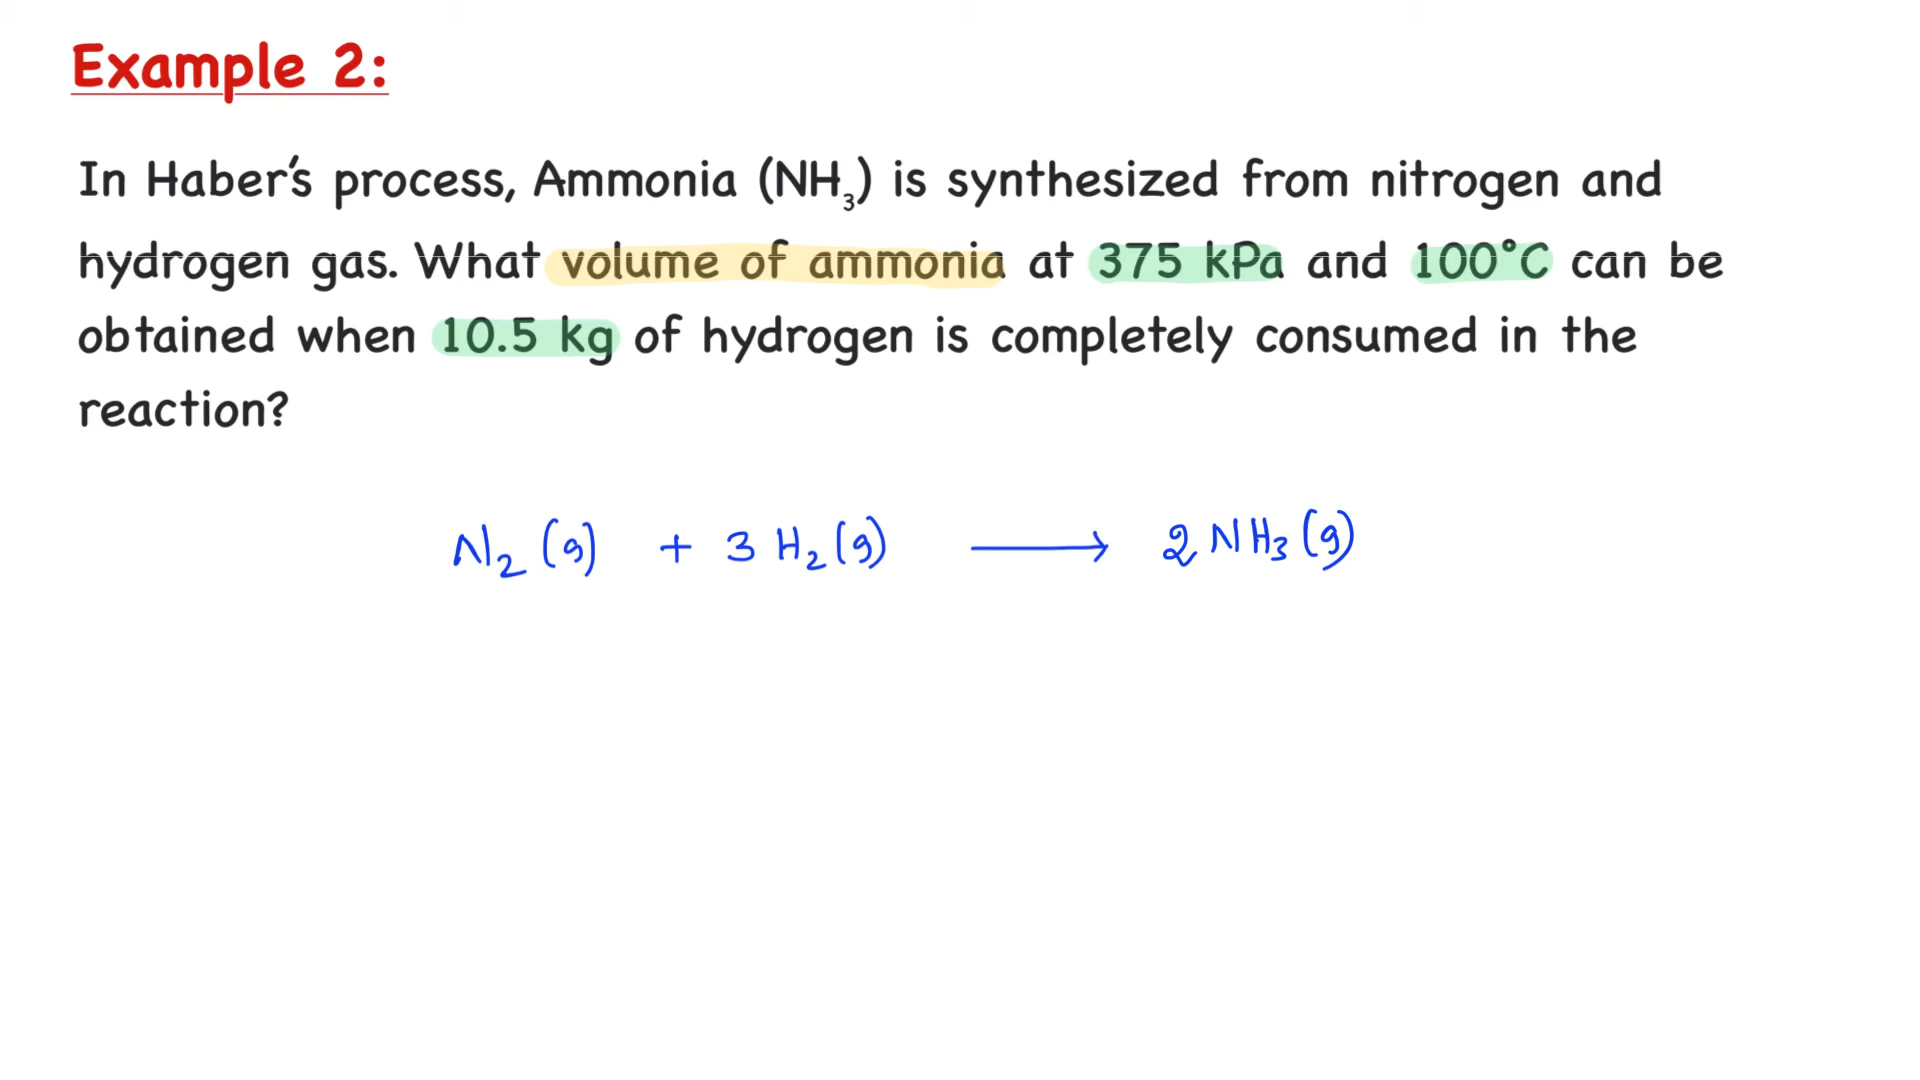 Example 2:
In Haber's process, Ammonia (NH₃) is synthesized from nitrogen and
hydrogen gas. What volume of ammonia at 375 kPa and 100°C can be
obtained when 10.5 kg of hydrogen is completely consumed in the
reaction?
N₂ (g) + 3 H₂ (g) ⟶ 2 NH₃ (g)